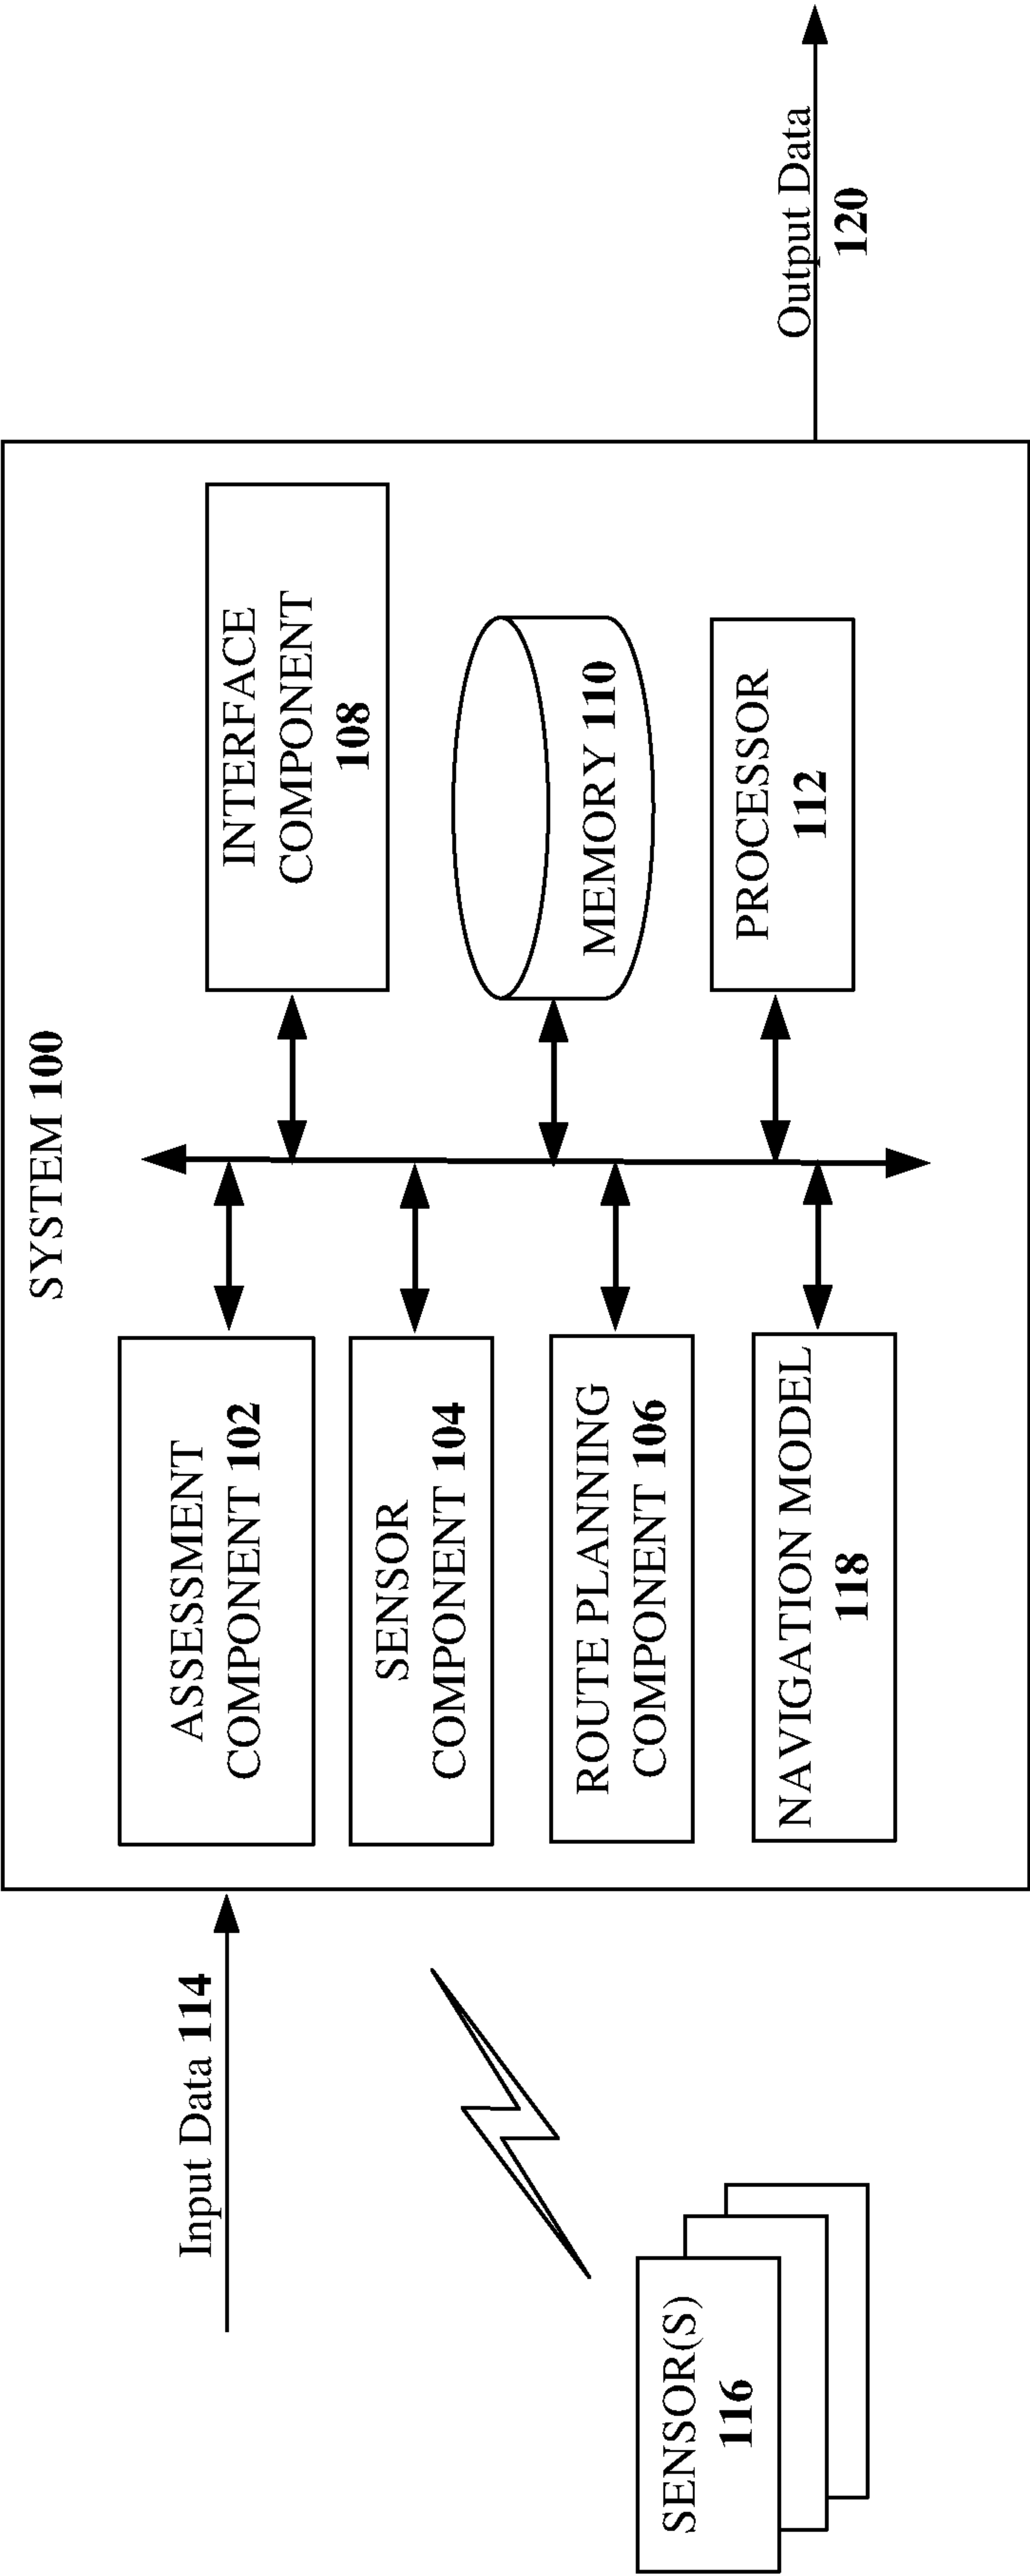 SYSTEM 100
Input Data 114
SENSOR(S)
116
ASSESSMENT
COMPONENT 102
SENSOR
COMPONENT 104
ROUTE PLANNING
COMPONENT 106
NAVIGATION MODEL
118
INTERFACE
COMPONENT
108
MEMORY 110
PROCESSOR
112
Output Data
120